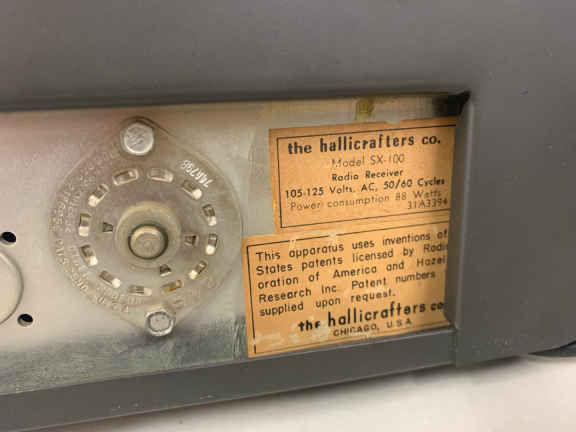 74A798
the hallicrafters co.
Model SX-100
Radio Receiver
105-125 Volts, AC, 50/60 Cycles
Power consumption 88 Watts
31A3394
This apparatus uses inventions of
States patents licensed by Radio
oration of America and Hazel
Research Inc. Patent numbers
supplied upon request.
the hallicrafters co
CHICAGO, U.S.A.